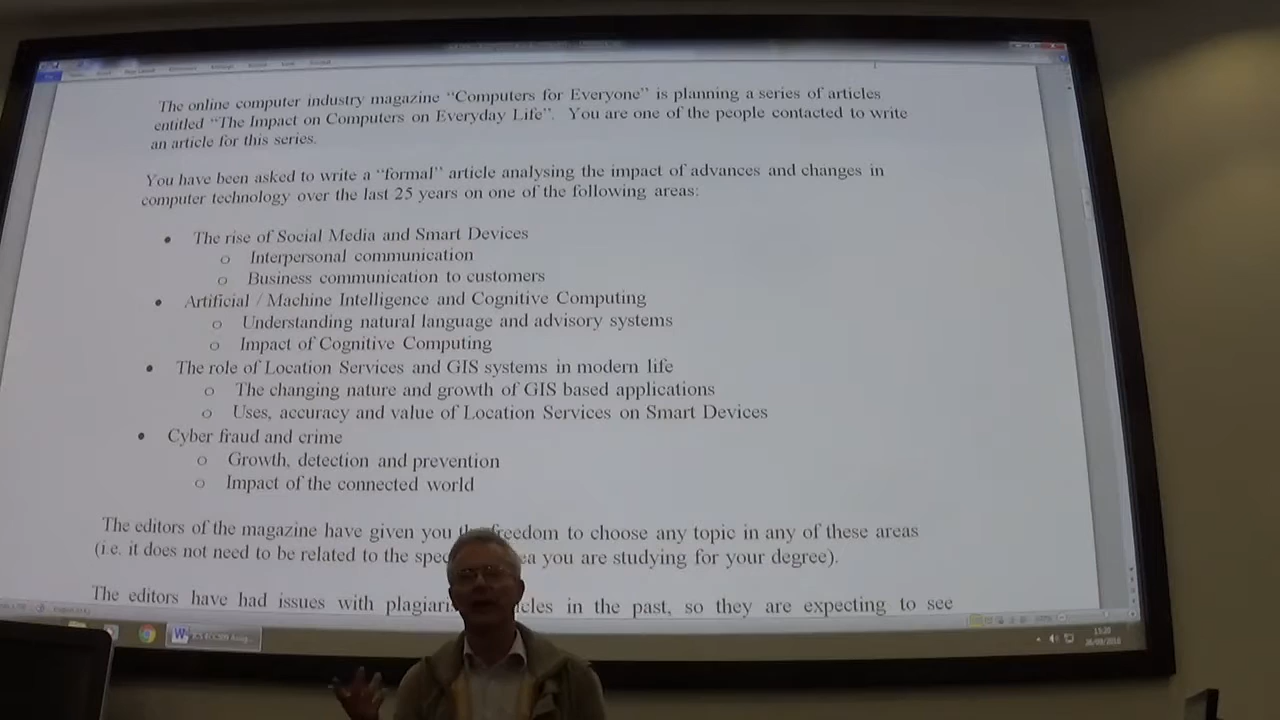 The online computer industry magazine "Computers for Everyone" is planning a series of articles
entitled "The Impact on Computers on Everyday Life". You are one of the people contacted to write
an article for this series.
You have been asked to write a "formal" article analysing the impact of advances and changes in
computer technology over the last 25 years on one of the following areas:
• The rise of Social Media and Smart Devices
o Interpersonal communication
o Business communication to customers
• Artificial / Machine Intelligence and Cognitive Computing
o Understanding natural language and advisory systems
o Impact of Cognitive Computing
• The role of Location Services and GIS systems in modern life
o The changing nature and growth of GIS based applications
o Uses, accuracy and value of Location Services on Smart Devices
• Cyber fraud and crime
o Growth, detection and prevention
o Impact of the connected world
The editors of the magazine have given you freedom to choose any topic in any of these areas
(i.e. it does not need to be related to the you are studying for your degree).
The editors have had issues with in the past, so they are expecting to see
13:20